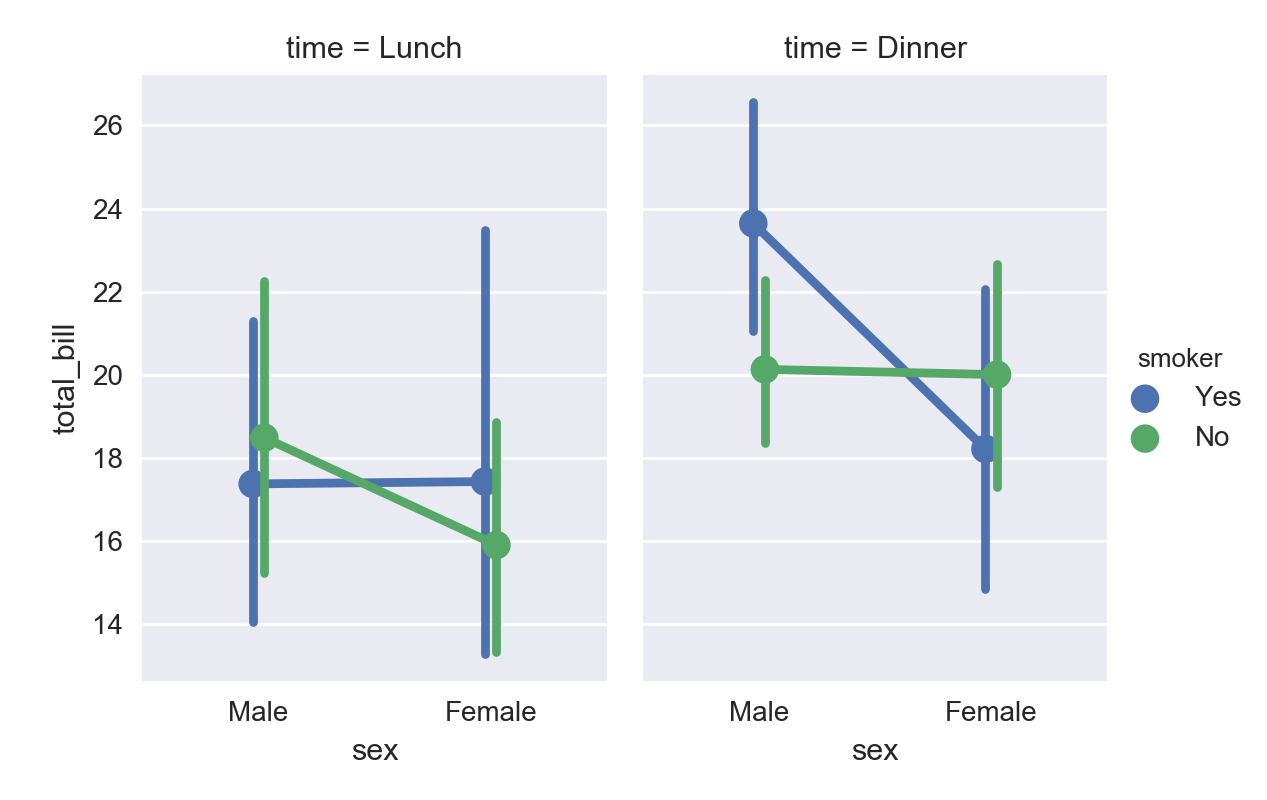 time = Lunch
time = Dinner
total_bill
26
24
22
20
18
16
14
Male
Female
Male
Female
sex
sex
smoker
Yes
No